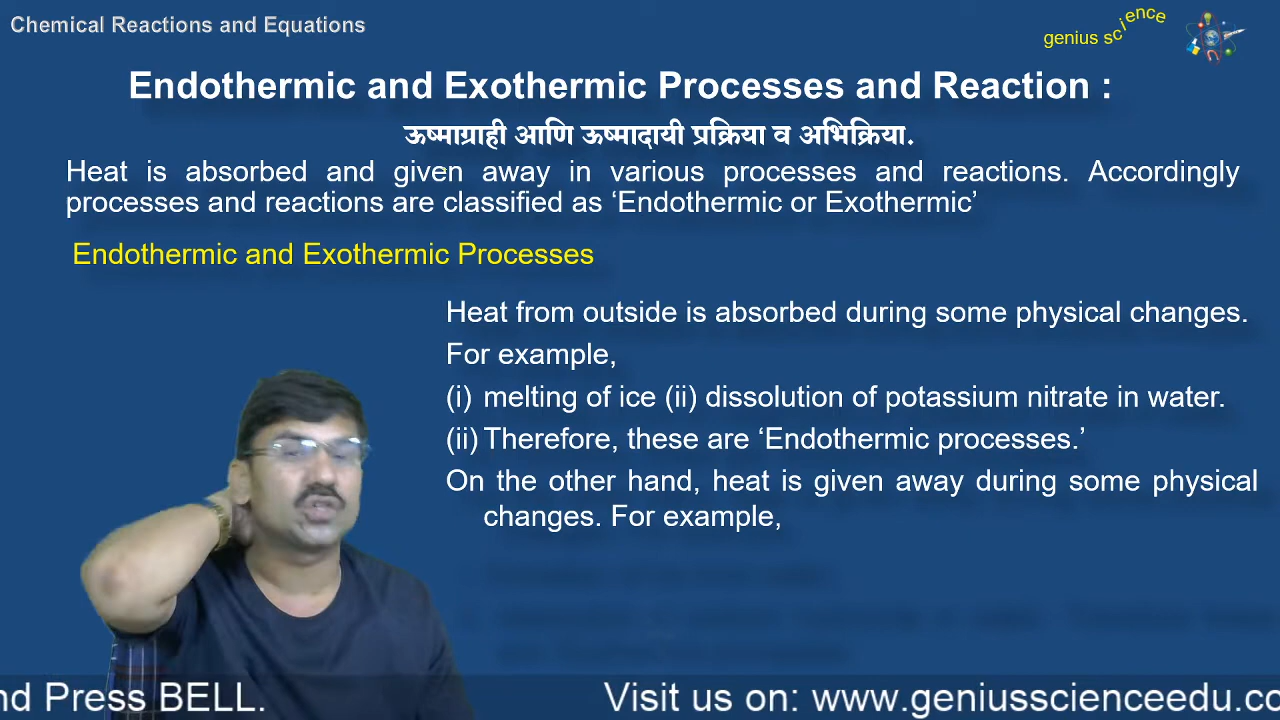 Chemical Reactions and Equations
genius science
Endothermic and Exothermic Processes and Reaction :
ऊष्माग्राही आणि ऊष्मादायी प्रक्रिया व अभिक्रिया.
Heat is absorbed and given away in various processes and reactions. Accordingly
processes and reactions are classified as ‘Endothermic or Exothermic’
Endothermic and Exothermic Processes
Heat from outside is absorbed during some physical changes.
For example,
(i) melting of ice (ii) dissolution of potassium nitrate in water.
(ii) Therefore, these are ‘Endothermic processes.’
On the other hand, heat is given away during some physical
changes. For example,
nd Press BELL. Visit us on: www.geniusscienceedu.co